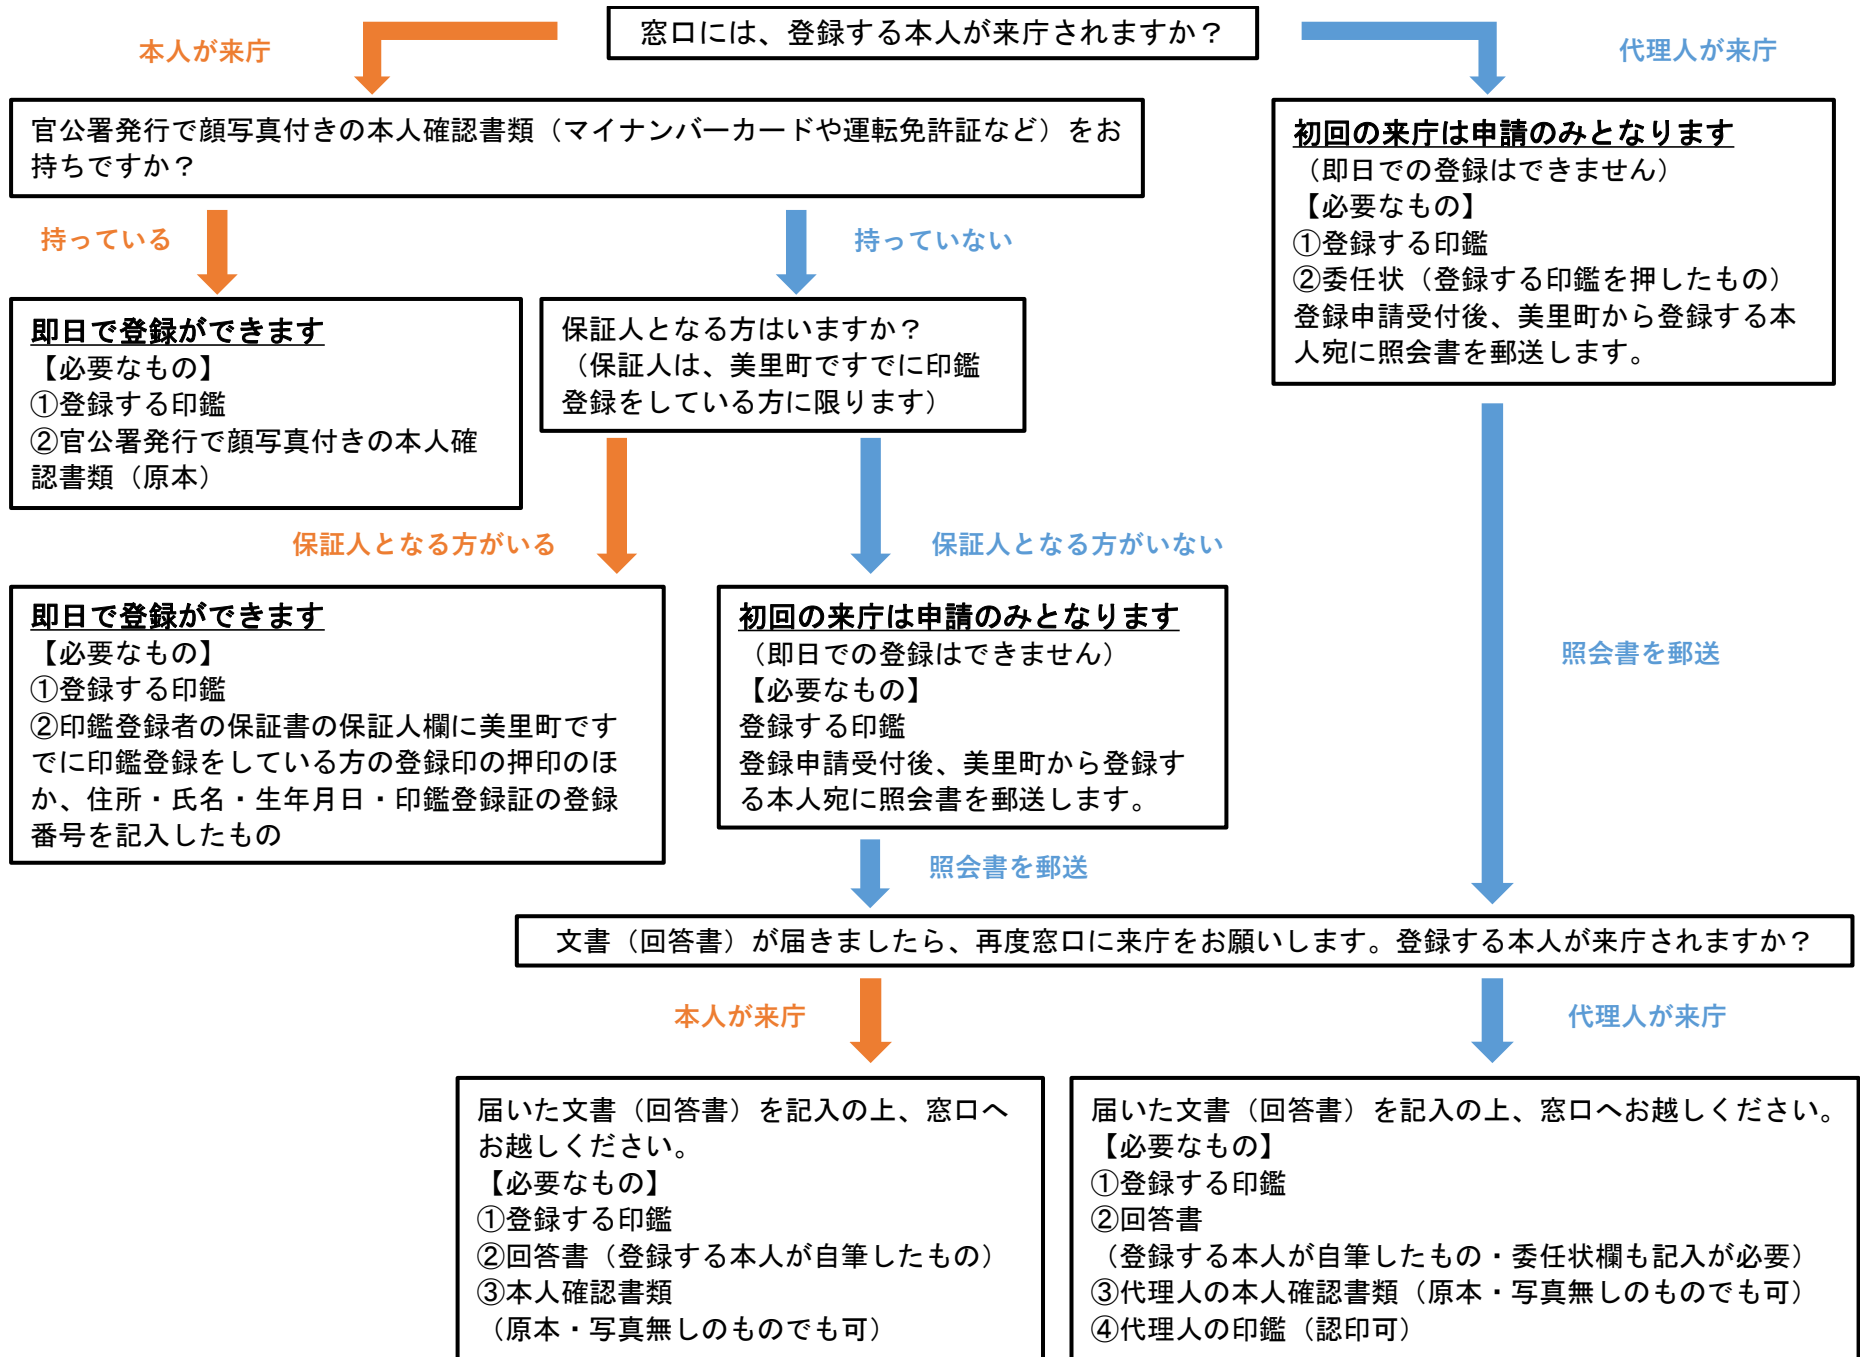 窓口には、登録する本人が来庁されますか？
本人が来庁
代理人が来庁
官公署発行で顔写真付きの本人確認書類（マイナンバーカードや運転免許証など）をお
持ちですか？
初回の来庁は申請のみとなります
（即日での登録はできません）
【必要なもの】
①登録する印鑑
②委任状（登録する印鑑を押したもの）
登録申請受付後、美里町から登録する本
人宛に照会書を郵送します。
持っている
持っていない
即日で登録ができます
【必要なもの】
①登録する印鑑
②官公署発行で顔写真付きの本人確
認書類（原本）
保証人となる方はいますか？
（保証人は、美里町ですでに印鑑
登録をしている方に限ります）
保証人となる方がいる
保証人となる方がいない
即日で登録ができます
【必要なもの】
①登録する印鑑
②印鑑登録者の保証書の保証人欄に美里町です
でに印鑑登録をしている方の登録印の押印のほ
か、住所・氏名・生年月日・印鑑登録証の登録
番号を記入したもの
初回の来庁は申請のみとなります
（即日での登録はできません）
【必要なもの】
登録する印鑑
登録申請受付後、美里町から登録す
る本人宛に照会書を郵送します。
照会書を郵送
照会書を郵送
文書（回答書）が届きましたら、再度窓口に来庁をお願いします。登録する本人が来庁されますか？
本人が来庁
代理人が来庁
届いた文書（回答書）を記入の上、窓口へ
お越しください。
【必要なもの】
①登録する印鑑
②回答書（登録する本人が自筆したもの）
③本人確認書類
（原本・写真無しのものでも可）
届いた文書（回答書）を記入の上、窓口へお越しください。
【必要なもの】
①登録する印鑑
②回答書
（登録する本人が自筆したもの・委任状欄も記入が必要）
③代理人の本人確認書類（原本・写真無しのものでも可）
④代理人の印鑑（認印可）